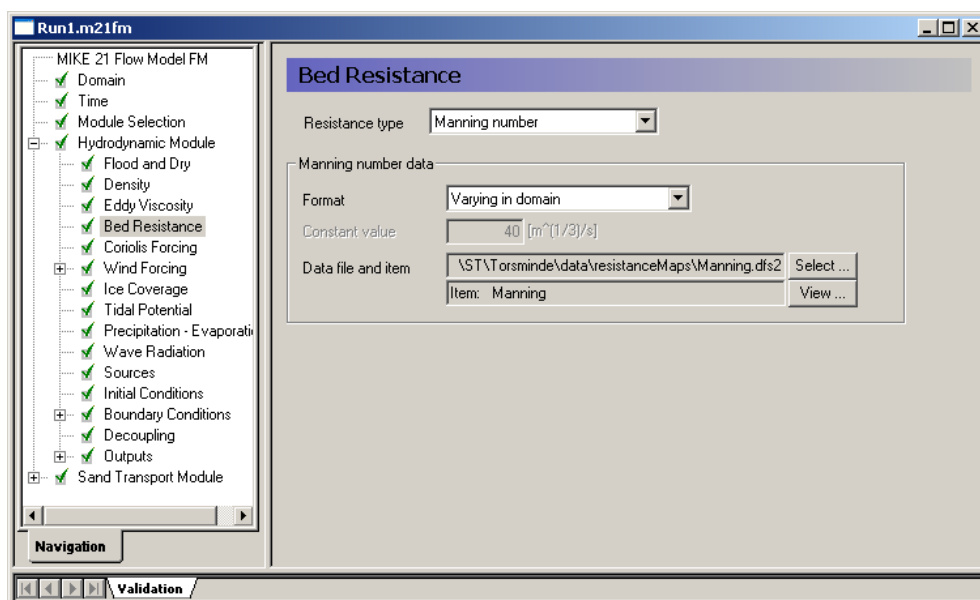 Run1.m21fm
MIKE 21 Flow Model FM
Domain
Time
Module Selection
Hydrodynamic Module
Flood and Dry
Density
Eddy Viscosity
Bed Resistance
Coriolis Forcing
Wind Forcing
Ice Coverage
Tidal Potential
Precipitation - Evaporati
Wave Radiation
Sources
Initial Conditions
Boundary Conditions
Decoupling
Outputs
Sand Transport Module
Navigation
Bed Resistance
Resistance type Manning number
Manning number data
Format Varying in domain
Constant value 40 [m^(1/3)/s]
Data file and item \ST\Torsminde\data\resistanceMaps\Manning.dfs2 Select ...
Item: Manning View ...
Validation